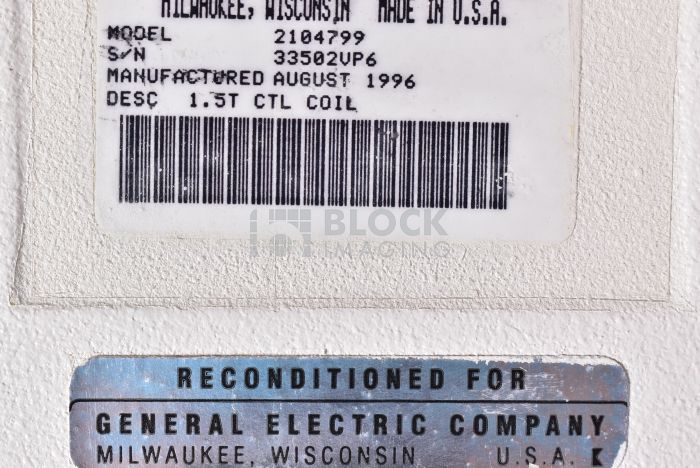 MILWAUKEE, WISCONSIN MADE IN U.S.A.
MODEL 2104799
S/N 33502VP6
MANUFACTURED AUGUST 1996
DESC 1.5T CTL COIL
BLOCK
IMAGING
RECONDITIONED FOR
GENERAL ELECTRIC COMPANY
MILWAUKEE, WISCONSIN U.S.A. K